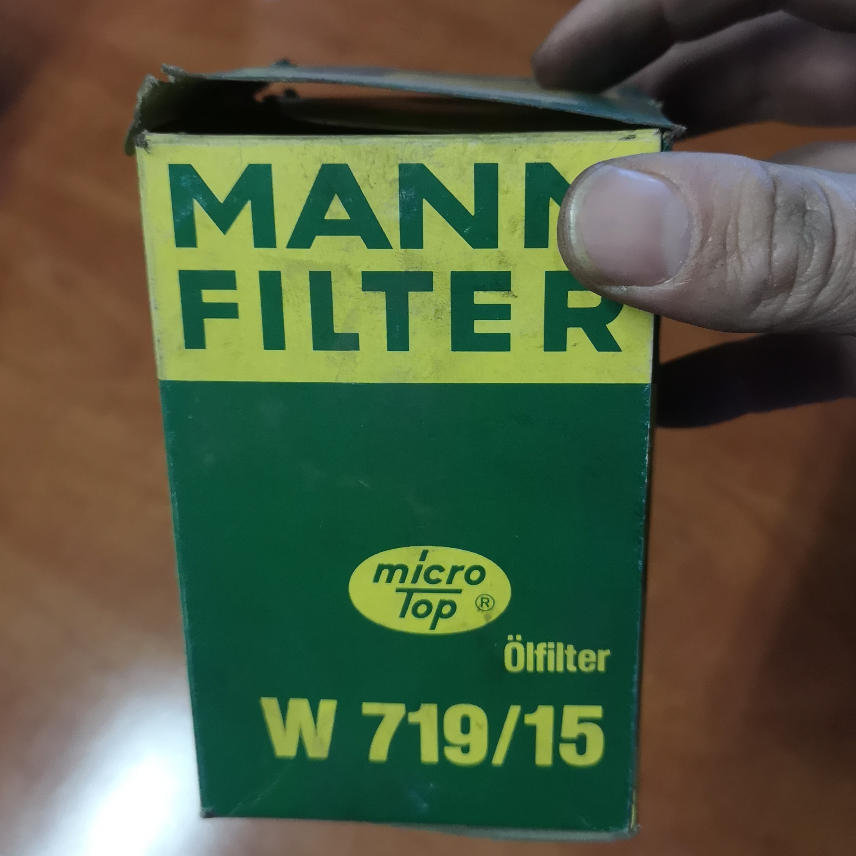 MANN
FILTER
micro
Top ®
Ölfilter
W 719/15